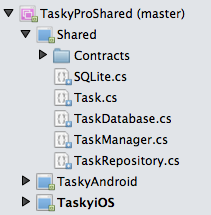 TaskyProShared (master)
Shared
Contracts
SQLite.cs
Task.cs
TaskDatabase.cs
TaskManager.cs
TaskRepository.cs
TaskyAndroid
TaskyiOS